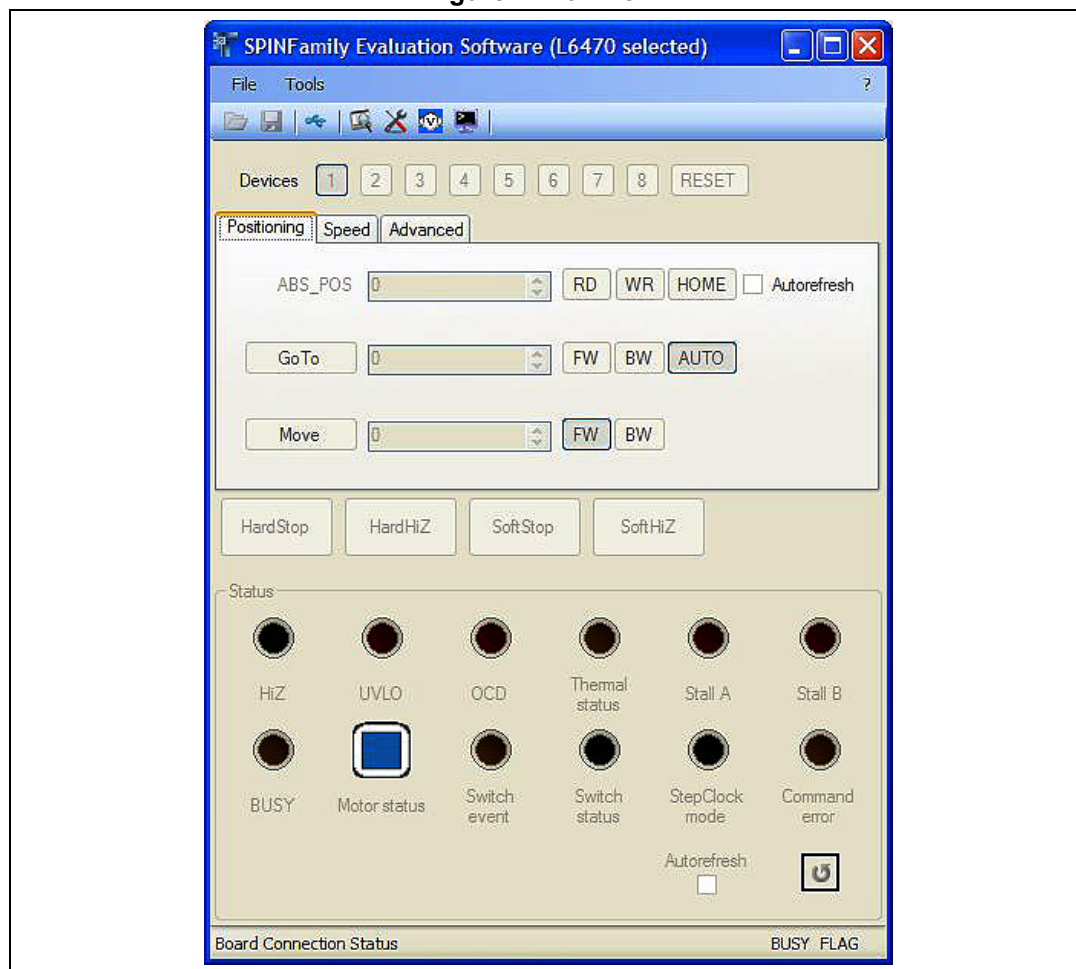 SPINFamily Evaluation Software (L6470 selected)
File Tools ?
Devices 1 2 3 4 5 6 7 8 RESET
Positioning Speed Advanced
ABS_POS 0 RD WR HOME Autorefresh
GoTo 0 FW BW AUTO
Move 0 FW BW
HardStop HardHiZ SoftStop SoftHiZ
Status
HiZ UVLO OCD Thermal status Stall A Stall B
BUSY Motor status Switch event Switch status StepClock mode Command error
Autorefresh
Board Connection Status BUSY FLAG